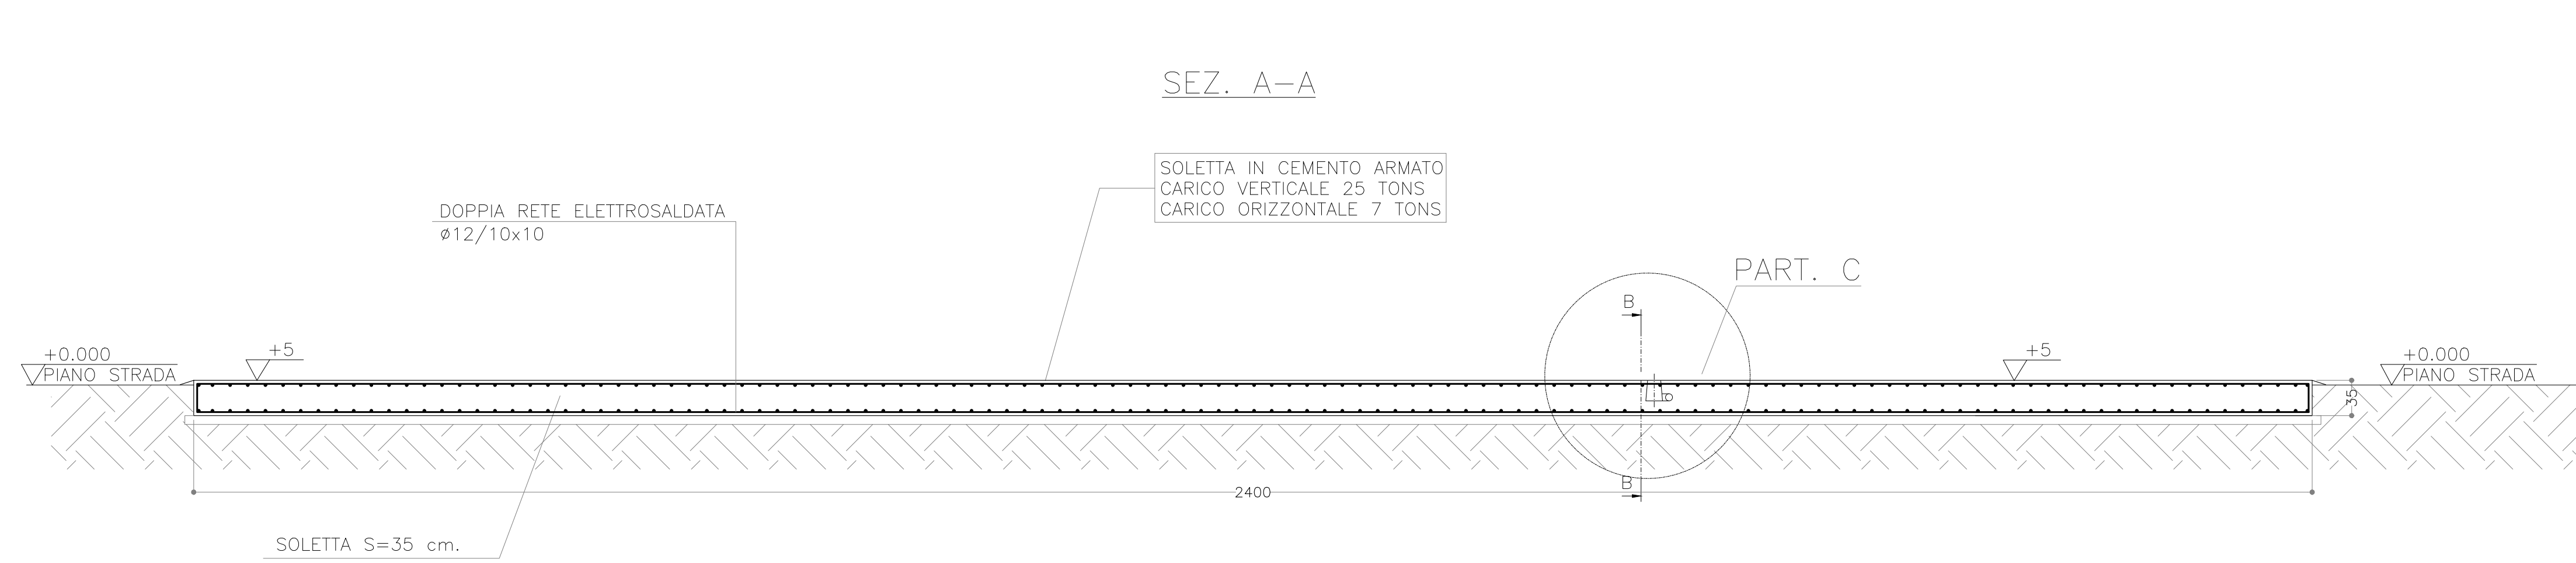 SEZ. A-A
SOLETTA IN CEMENTO ARMATO
CARICO VERTICALE 25 TONS
CARICO ORIZZONTALE 7 TONS
DOPPIA RETE ELETTROSALDATA
ø12/10x10
PART. C
B
+0.000
PIANO STRADA
+5
+5
+0.000
PIANO STRADA
35
B
2400
SOLETTA S=35 cm.